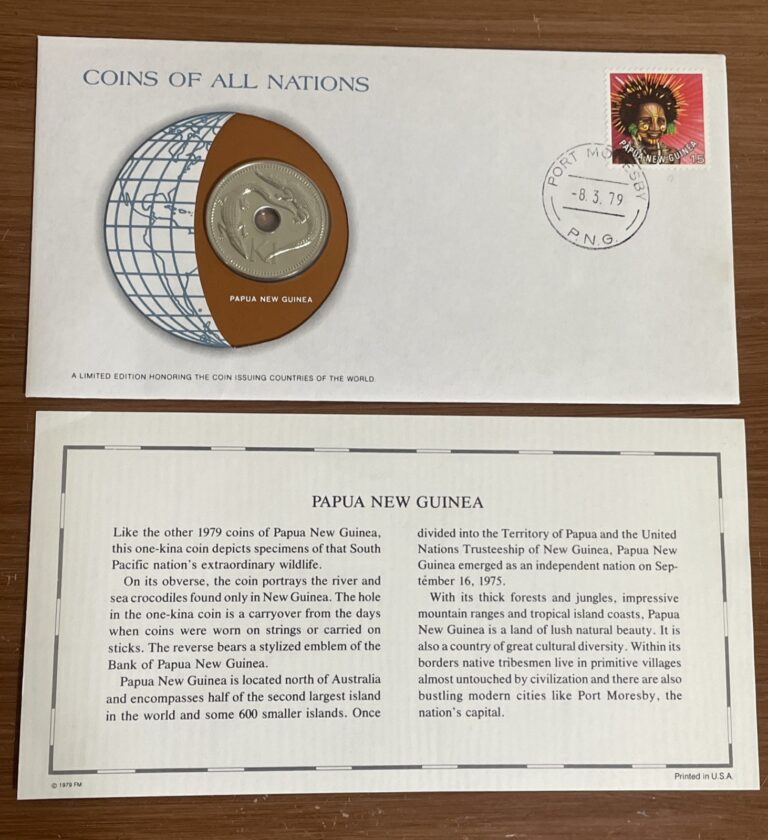 COINS OF ALL NATIONS
PAPUA NEW GUINEA 15
PORT MORESBY
-8.3.79
P.N.G.
K1
PAPUA NEW GUINEA
A LIMITED EDITION HONORING THE COIN ISSUING COUNTRIES OF THE WORLD
PAPUA NEW GUINEA
Like the other 1979 coins of Papua New Guinea,
this one-kina coin depicts specimens of that South
Pacific nation's extraordinary wildlife.
On its obverse, the coin portrays the river and
sea crocodiles found only in New Guinea. The hole
in the one-kina coin is a carryover from the days
when coins were worn on strings or carried on
sticks. The reverse bears a stylized emblem of the
Bank of Papua New Guinea.
Papua New Guinea is located north of Australia
and encompasses half of the second largest island
in the world and some 600 smaller islands. Once
divided into the Territory of Papua and the United
Nations Trusteeship of New Guinea, Papua New
Guinea emerged as an independent nation on Sep-
tember 16, 1975.
With its thick forests and jungles, impressive
mountain ranges and tropical island coasts, Papua
New Guinea is a land of lush natural beauty. It is
also a country of great cultural diversity. Within its
borders native tribesmen live in primitive villages
almost untouched by civilization and there are also
bustling modern cities like Port Moresby, the
nation's capital.
© 1979 FM
Printed in U.S.A.